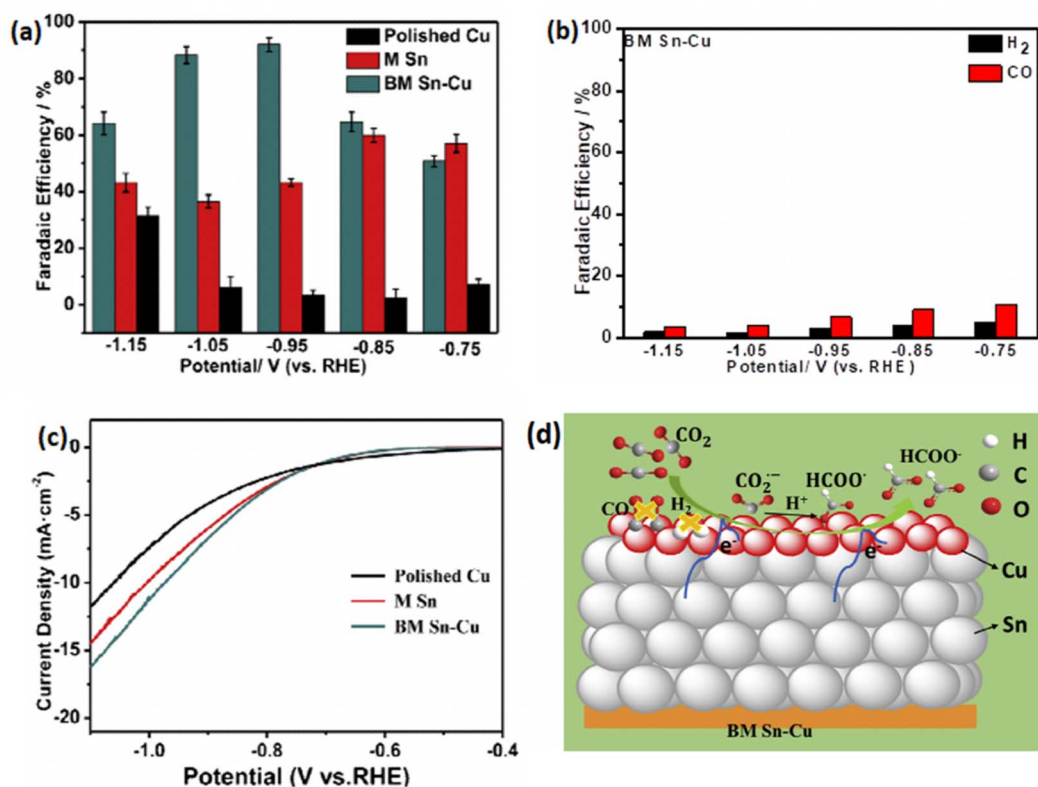 (a)
Polished Cu
M Sn
BM Sn-Cu
Faradaic Efficiency / %
100
80
60
40
20
0
-1.15
-1.05
-0.95
-0.85
-0.75
Potential/ V (vs. RHE)
(b)
BM Sn-Cu
H2
CO
Faradaic Efficiency / %
100
80
60
40
20
0
-1.15
-1.05
-0.95
-0.85
-0.75
Potential/ V (vs. RHE)
(c)
Polished Cu
M Sn
BM Sn-Cu
Current Density (mA·cm-2)
0
-5
-10
-15
-20
-1.0
-0.8
-0.6
-0.4
Potential (V vs.RHE)
(d)
CO2
CO
H2
CO2·−
H+
HCOO·
HCOO-
e-
e-
H
C
O
Cu
Sn
BM Sn-Cu